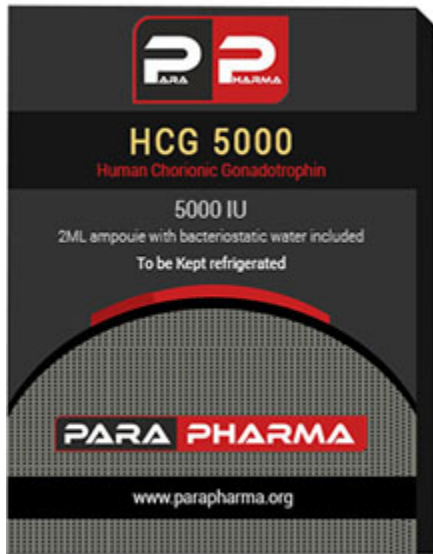 PARA PHARMA
HCG 5000
Human Chorionic Gonadotrophin
5000 IU
2ML ampouie with bacteriostatic water included
To be Kept refrigerated
PARA PHARMA
www.parapharma.org